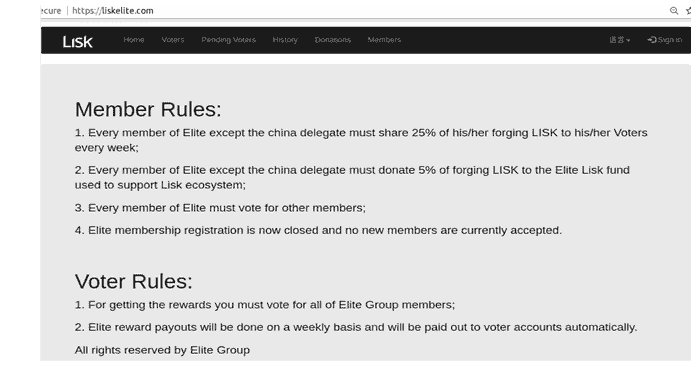 ecure | https://liskelite.com
LISK Home Voters Pending Voters History Donations Members Sign in
Member Rules:
1. Every member of Elite except the china delegate must share 25% of his/her forging LISK to his/her Voters
every week;
2. Every member of Elite except the china delegate must donate 5% of forging LISK to the Elite Lisk fund
used to support Lisk ecosystem;
3. Every member of Elite must vote for other members;
4. Elite membership registration is now closed and no new members are currently accepted.
Voter Rules:
1. For getting the rewards you must vote for all of Elite Group members;
2. Elite reward payouts will be done on a weekly basis and will be paid out to voter accounts automatically.
All rights reserved by Elite Group